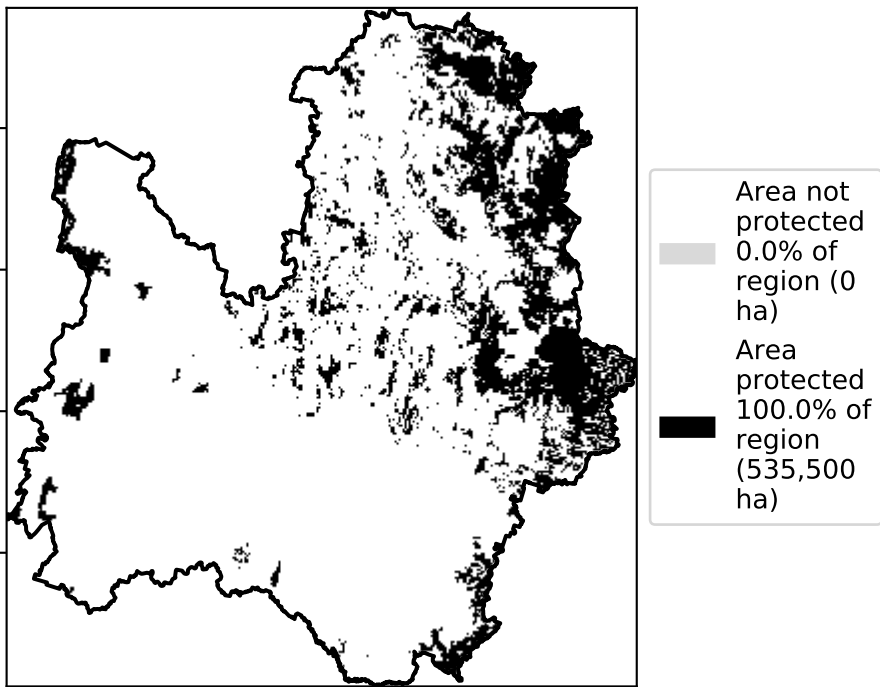 Area not
protected
0.0% of
region (0
ha)
Area
protected
100.0% of
region
(535,500
ha)